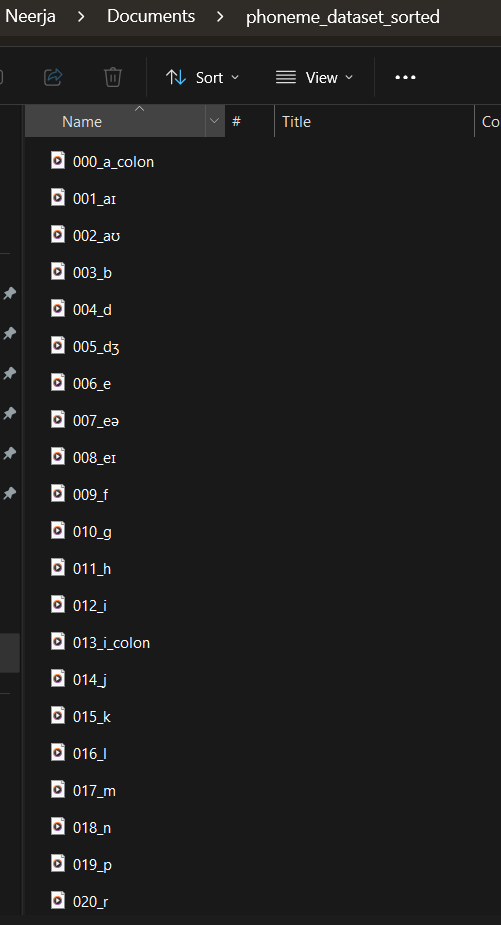 Neerja > Documents > phoneme_dataset_sorted
Sort View
Name # Title Co
000_a_colon
001_aɪ
002_aʊ
003_b
004_d
005_dʒ
006_e
007_eə
008_eɪ
009_f
010_g
011_h
012_i
013_i_colon
014_j
015_k
016_l
017_m
018_n
019_p
020_r